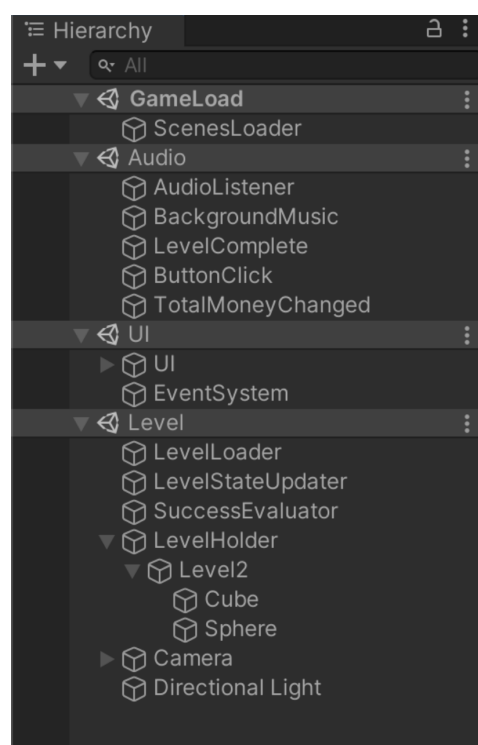 Hierarchy
All
GameLoad
ScenesLoader
Audio
AudioListener
BackgroundMusic
LevelComplete
ButtonClick
TotalMoneyChanged
UI
UI
EventSystem
Level
LevelLoader
LevelStateUpdater
SuccessEvaluator
LevelHolder
Level2
Cube
Sphere
Camera
Directional Light